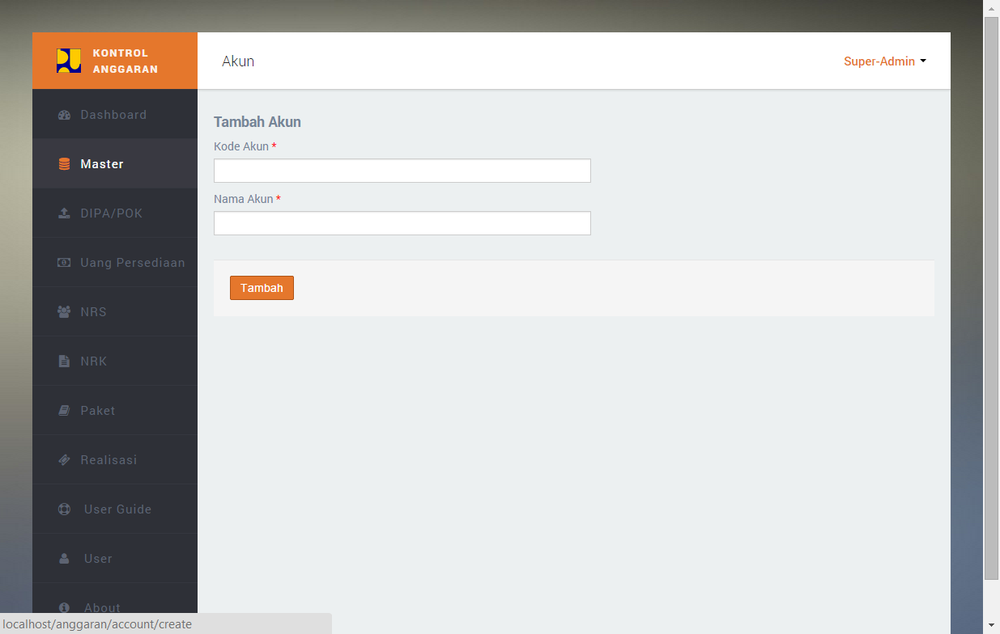 KONTROL
ANGGARAN
Akun
Super-Admin
Dashboard
Master
DIPA/POK
Uang Persediaan
NRS
NRK
Paket
Realisasi
User Guide
User
About
Tambah Akun
Kode Akun *
Nama Akun *
Tambah
localhost/anggaran/account/create